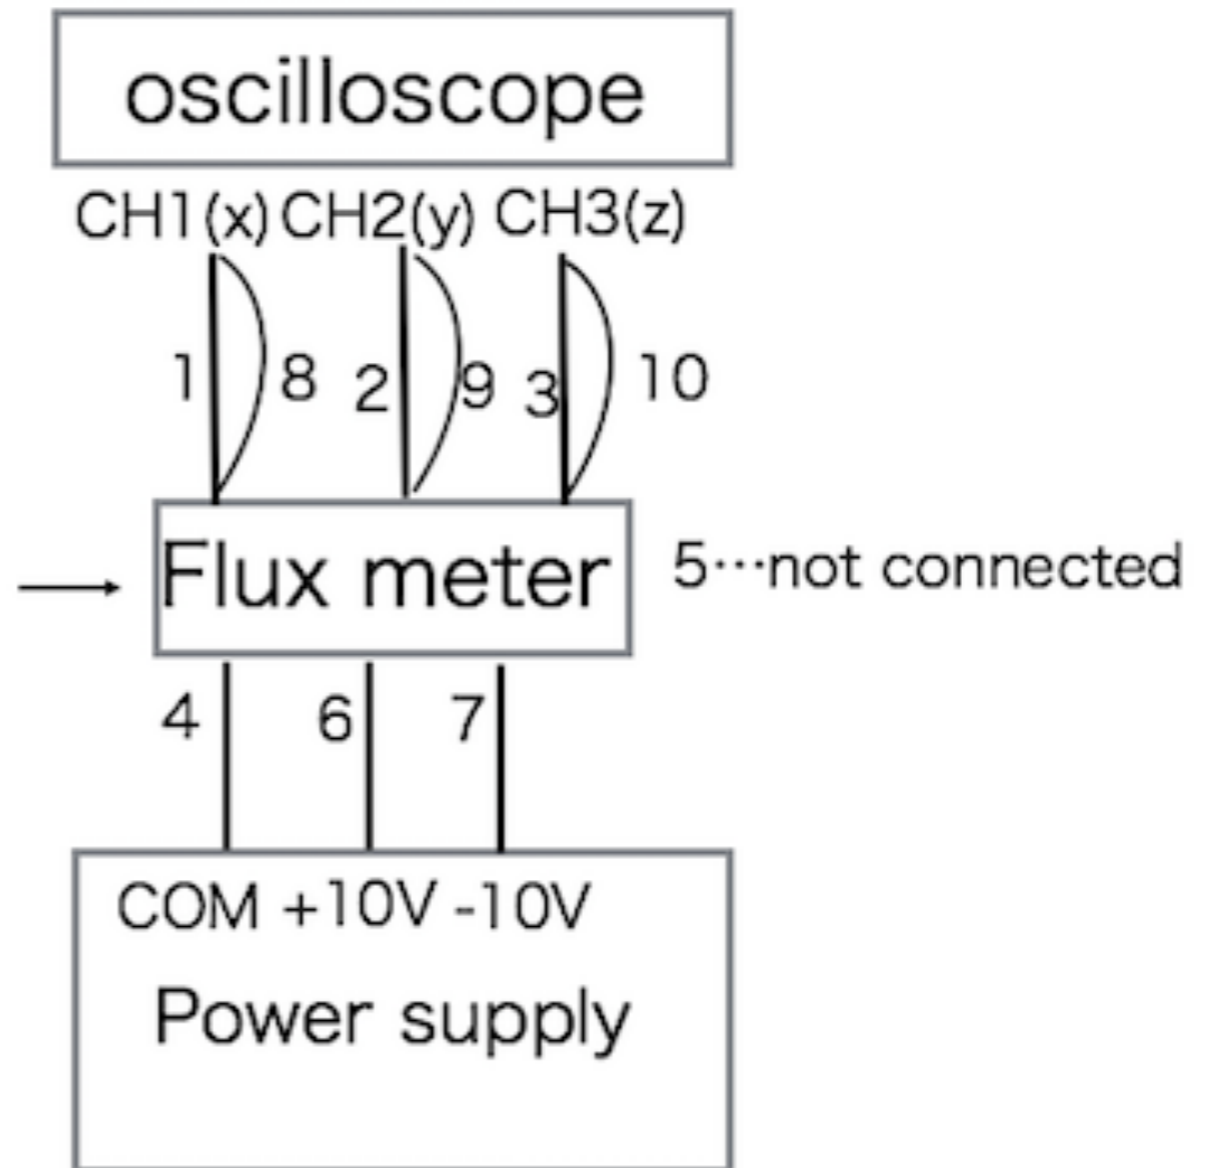 oscilloscope
CH1(x) CH2(y) CH3(z)
1 8 2 9 3 10
Flux meter 5…not connected
4 6 7
COM +10V -10V
Power supply